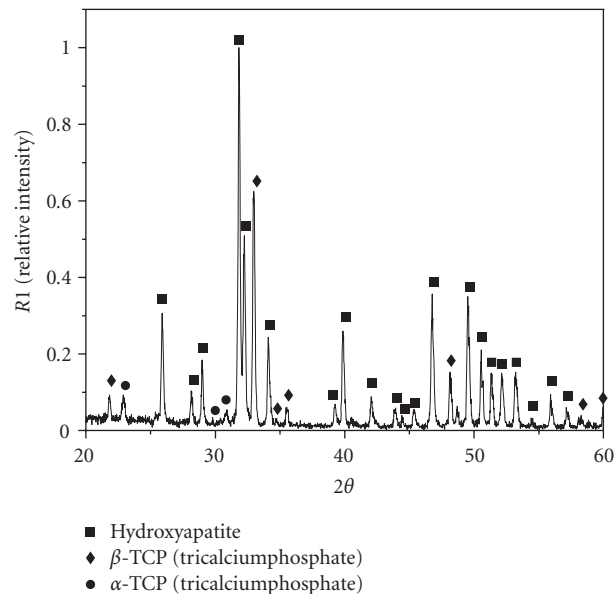 1
0.8
0.6
0.4
0.2
0
R1 (relative intensity)
20 30 40 50 60
2θ
Hydroxyapatite
β-TCP (tricalciumphosphate)
α-TCP (tricalciumphosphate)